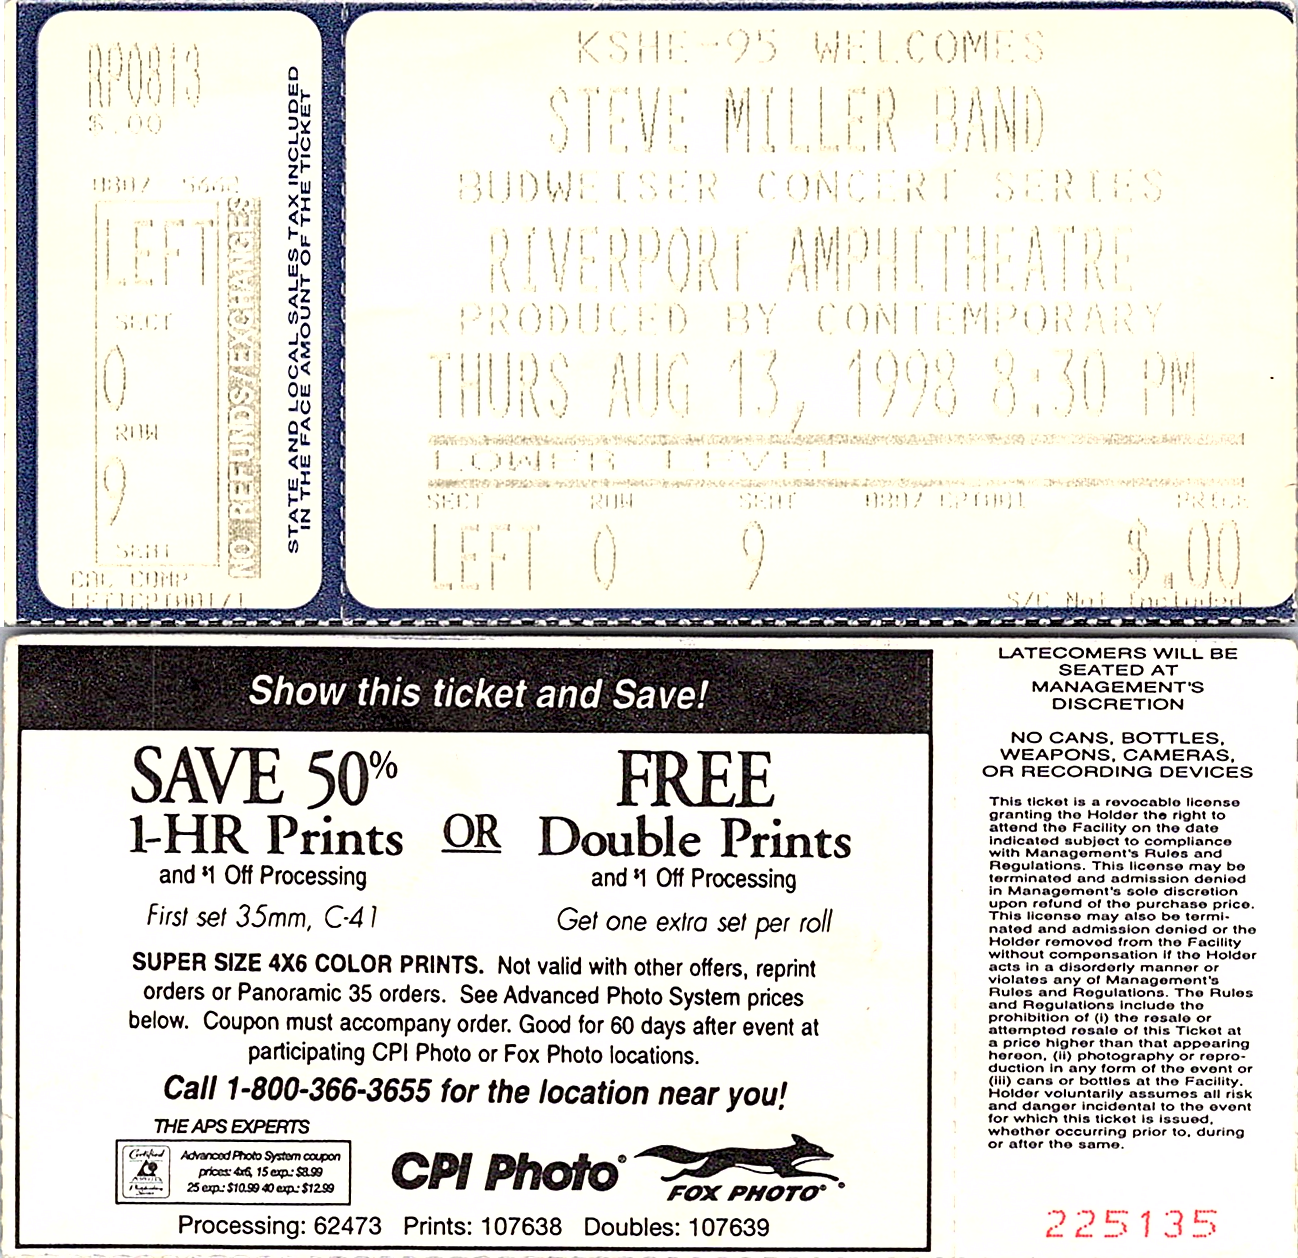 RP0813
$.00
LEFT
SECT
0
ROW
9
SEAT
NO REFUNDS/EXCHANGES
STATE AND LOCAL SALES TAX INCLUDED
IN THE FACE AMOUNT OF THE TICKET
KSHE-95 WELCOMES
STEVE MILLER BAND
BUDWEISER CONCERT SERIES
RIVERPORT AMPHITHEATRE
PRODUCED BY CONTEMPORARY
THURS AUG 13, 1998 8:30 PM
LOWER LEVEL
SECT ROW SEAT PRICE
LEFT 0 9 $.00
S/C Not Included
Show this ticket and Save!
SAVE 50%
1-HR Prints
and $1 Off Processing
First set 35mm, C-41
OR
FREE
Double Prints
and $1 Off Processing
Get one extra set per roll
SUPER SIZE 4X6 COLOR PRINTS. Not valid with other offers, reprint
orders or Panoramic 35 orders. See Advanced Photo System prices
below. Coupon must accompany order. Good for 60 days after event at
participating CPI Photo or Fox Photo locations.
Call 1-800-366-3655 for the location near you!
THE APS EXPERTS
Advanced Photo System coupon
prices: 4x6, 15 exp.: $8.99
25 exp.: $10.99 40 exp.: $12.99
CPI Photo®
FOX PHOTO®
Processing: 62473 Prints: 107638 Doubles: 107639
LATECOMERS WILL BE
SEATED AT
MANAGEMENT'S
DISCRETION
NO CANS, BOTTLES,
WEAPONS, CAMERAS,
OR RECORDING DEVICES
This ticket is a revocable license
granting the Holder the right to
attend the Facility on the date
indicated subject to compliance
with Management's Rules and
Regulations. This license may be
terminated and admission denied
in Management's sole discretion
upon refund of the purchase price.
This license may also be termi-
nated and admission denied or the
Holder removed from the Facility
without compensation if the Holder
acts in a disorderly manner or
violates any of Management's
Rules and Regulations. The Rules
and Regulations include the
prohibition of (i) the resale or
attempted resale of this Ticket at
a price higher than that appearing
hereon, (ii) photography or repro-
duction in any form of the event or
(iii) cans or bottles at the Facility.
Holder voluntarily assumes all risk
and danger incidental to the event
for which this ticket is issued,
whether occurring prior to, during
or after the same.
225135